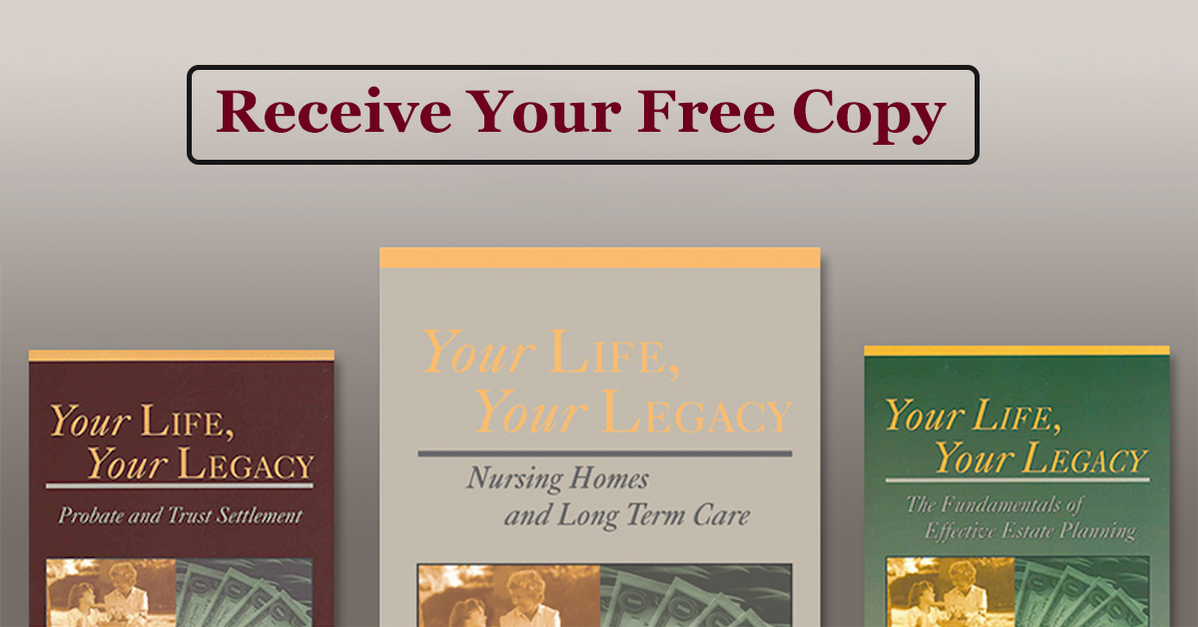 Receive Your Free Copy
Your LIFE,
Your LEGACY
Probate and Trust Settlement
Your LIFE,
Your LEGACY
Nursing Homes
and Long Term Care
Your LIFE,
Your LEGACY
The Fundamentals of
Effective Estate Planning